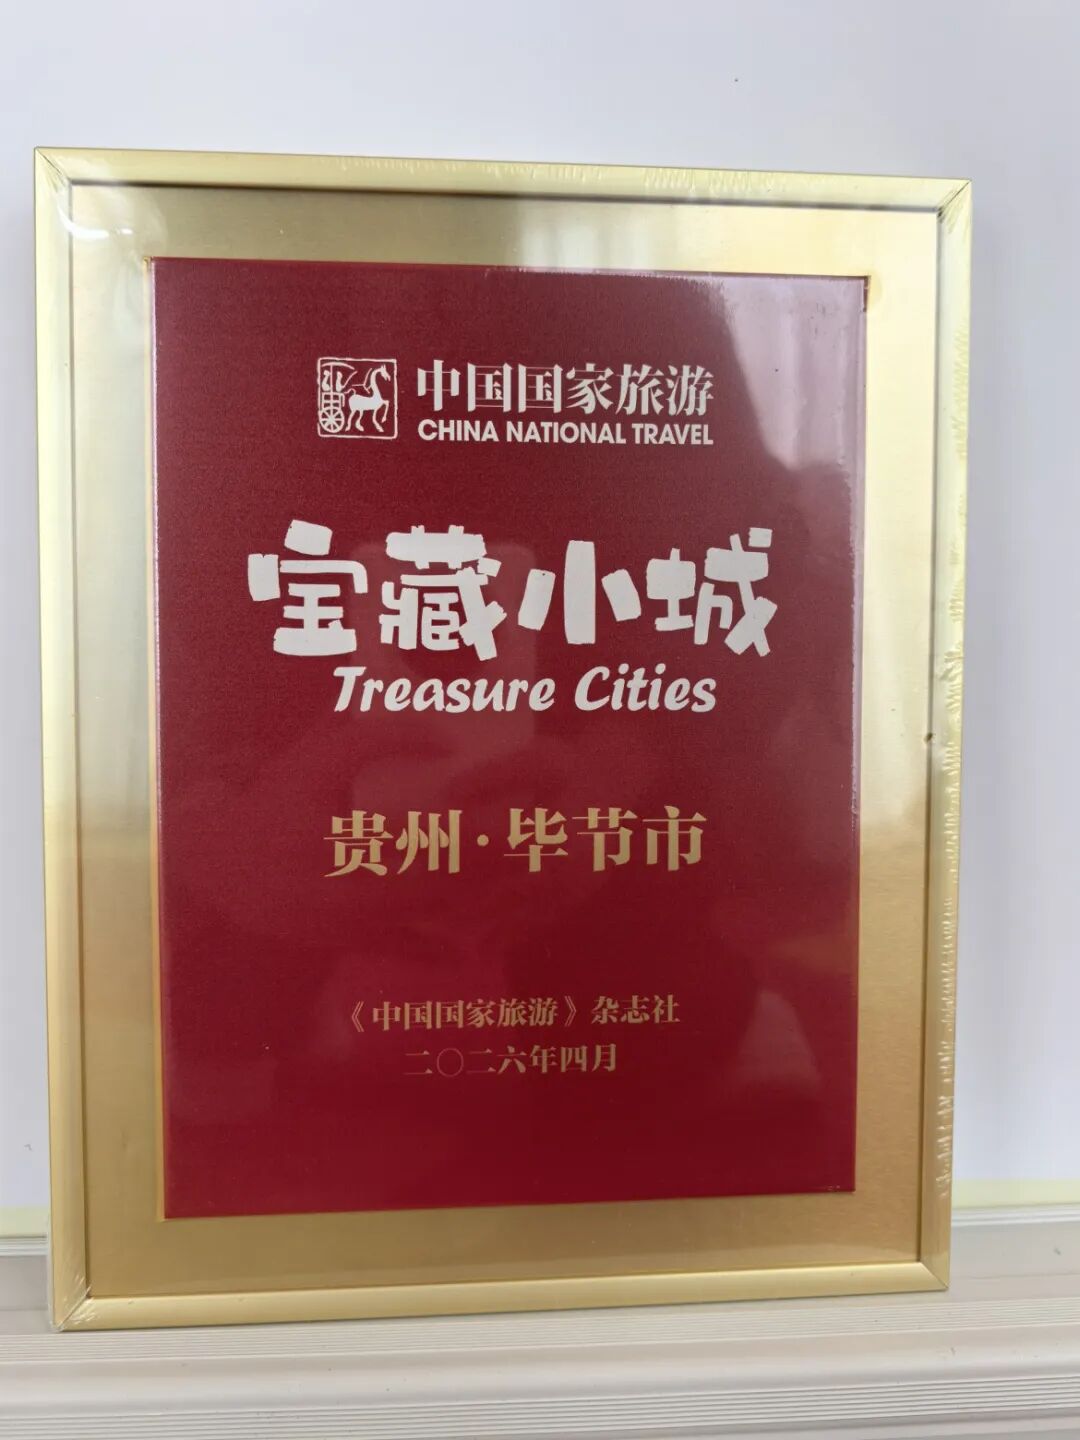 中国国家旅游
CHINA NATIONAL TRAVEL
宝藏小城
Treasure Cities
贵州·毕节市
《中国国家旅游》杂志社
二〇二六年四月